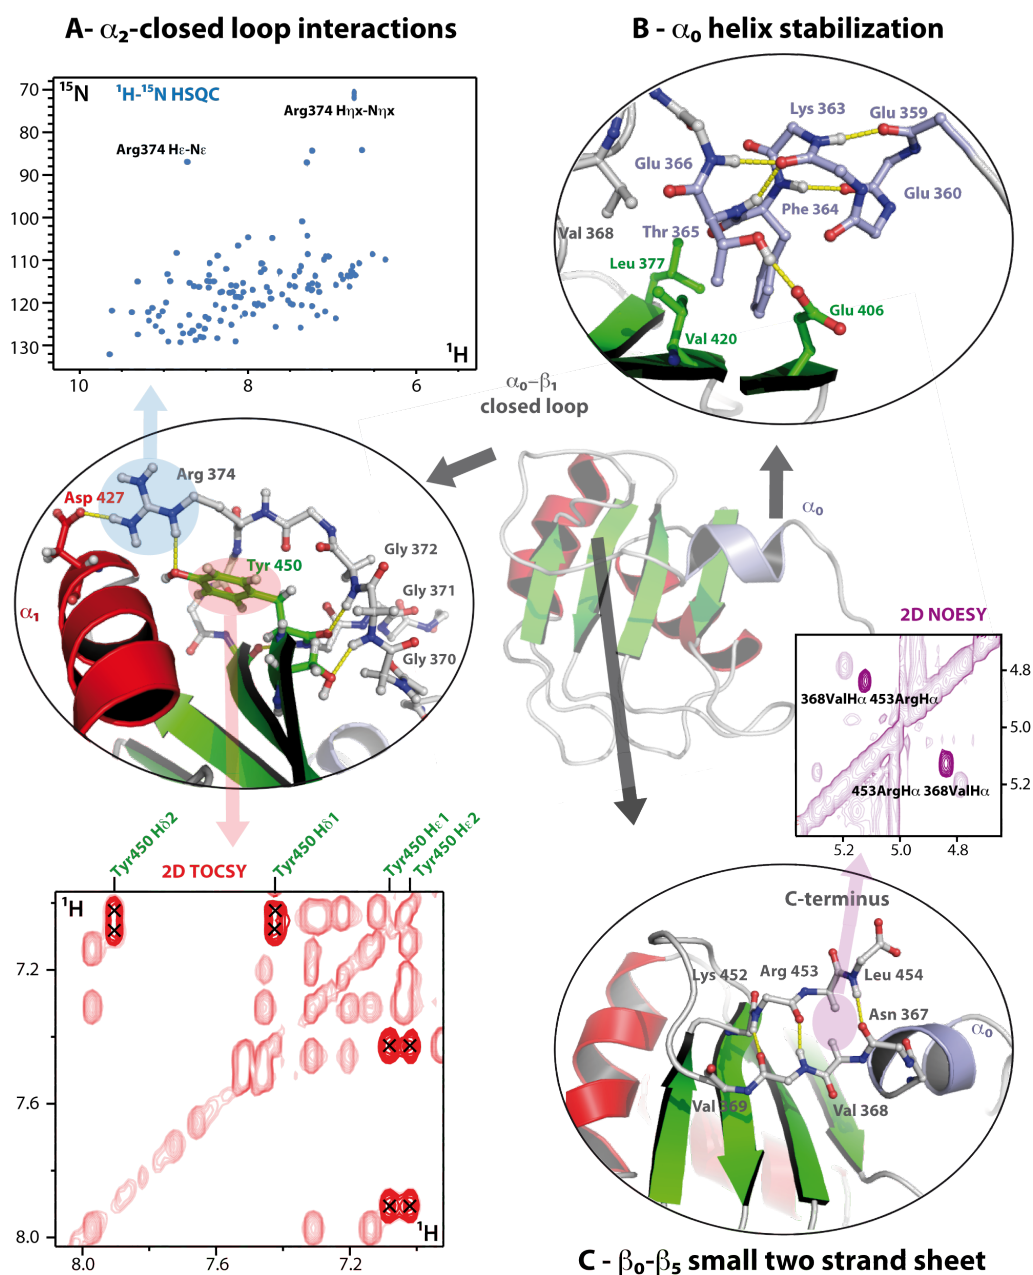 A- α₂-closed loop interactions
B - α₀ helix stabilization
¹⁵N
¹H-¹⁵N HSQC
Arg374 Hηx-Nηx
Arg374 Hε-Nε
70
80
90
100
110
120
130
¹H
10
8
6
Lys 363
Glu 359
Glu 366
Glu 360
Phe 364
Thr 365
Val 368
Leu 377
Glu 406
Val 420
α₀–β₁
closed loop
Arg 374
Asp 427
Tyr 450
Gly 372
Gly 371
Gly 370
α₁
α₀
2D NOESY
368ValHα 453ArgHα
453ArgHα 368ValHα
4.8
5.0
5.2
5.2
5.0
4.8
Tyr450 Hδ2
Tyr450 Hδ1
Tyr450 Hε1
Tyr450 Hε2
2D TOCSY
¹H
7.2
7.6
8.0
¹H
8.0
7.6
7.2
C-terminus
Lys 452
Arg 453
Leu 454
Asn 367
α₀
Val 369
Val 368
C - β₀-β₅ small two strand sheet